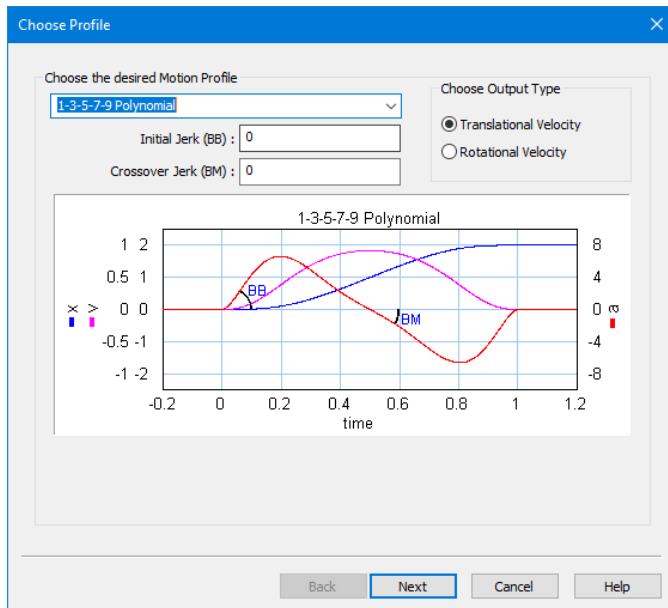 Choose Profile
Choose the desired Motion Profile
1-3-5-7-9 Polynomial
Initial Jerk (BB) : 0
Crossover Jerk (BM) : 0
Choose Output Type
Translational Velocity
Rotational Velocity
1-3-5-7-9 Polynomial
1 2 8
0.5 1 4
x v 0 0 BB BM 0 a
-0.5 -1 -4
-1 -2 -8
-0.2 0 0.2 0.4 0.6 0.8 1 1.2
time
Back Next Cancel Help